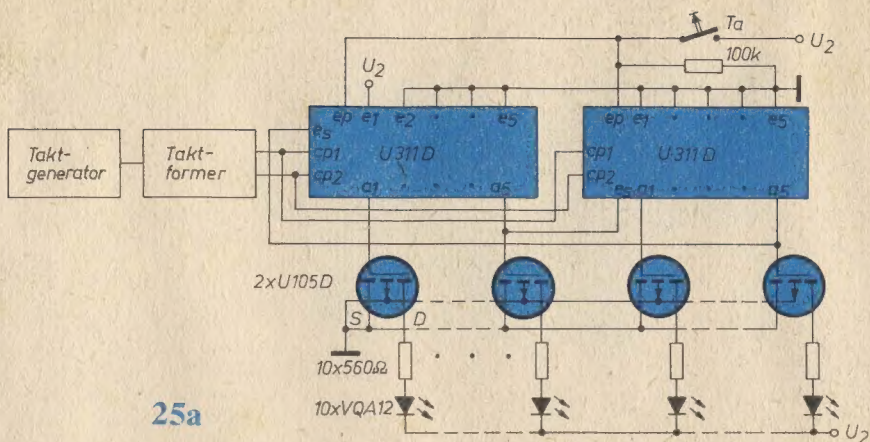 Ta
U2
100k
U2
ep e1 e2 e5
ep e1 e5
es
cp1
cp2
U311D
a1 a5
cp1
cp2
U311D
es a1 a5
Takt-
generator
Takt-
former
2xU105D
S D
10x560Ω
10xVQA12
U2
25a